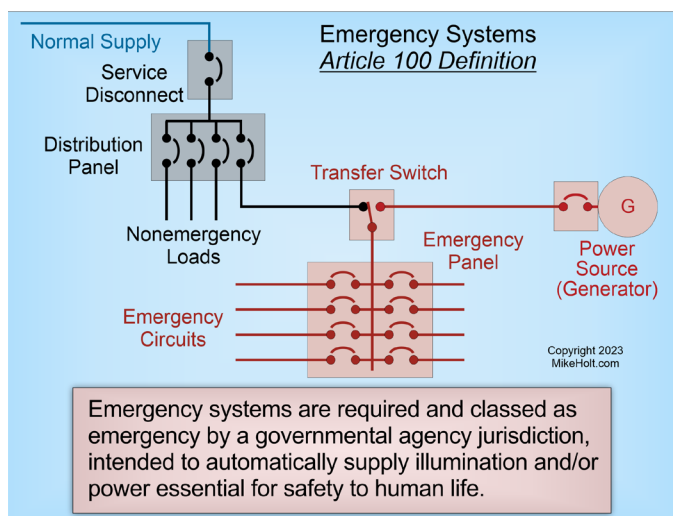 Normal Supply
Emergency Systems
Article 100 Definition
Service
Disconnect
Distribution
Panel
Transfer Switch
G
Nonemergency
Loads
Emergency
Panel
Power
Source
(Generator)
Emergency
Circuits
Copyright 2023
MikeHolt.com
Emergency systems are required and classed as
emergency by a governmental agency jurisdiction,
intended to automatically supply illumination and/or
power essential for safety to human life.